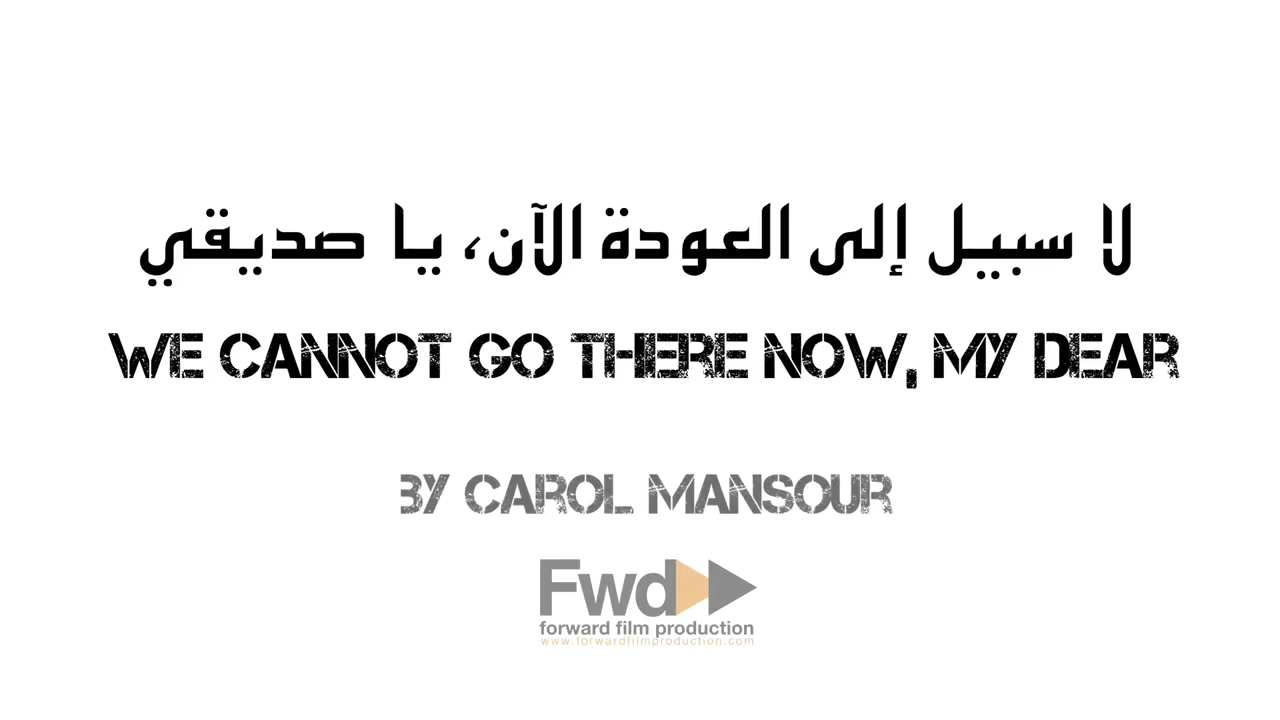 لا سبيل إلى العودة الآن، يا صديقي
WE CANNOT GO THERE NOW, MY DEAR
BY CAROL MANSOUR
Fwd
forward film production
www.forwardfilmproduction.com